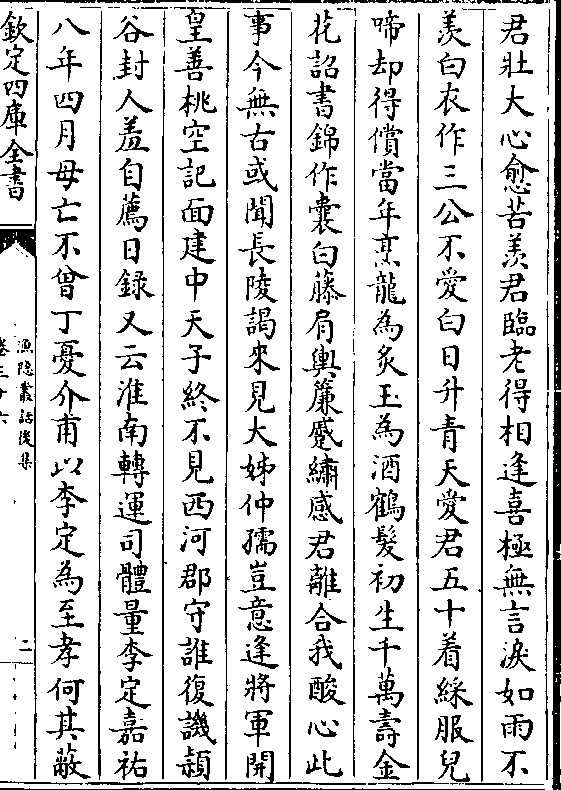 君壯大心愈苦羨君臨老得相逢喜極無言淚如雨不
羨白衣作三公不愛白日升青天愛君五十着綵服兒
啼却得償當年烹龍為炙玉為酒鶴髮初生千萬壽金
花詔書錦作囊白藤肩輿簾蹙繡感君離合我酸心此
事今無古或聞長陵謁來見大姊仲孺豈意逢將軍開
皇善桃空記面建中天子終不見西河郡守誰復譏潁
谷封人羞自薦日録又云淮南轉運司體量李定嘉祐
八年四月母亡不曾丁憂介甫以李定為至孝何其蔽
欽定四庫全書
漁隠叢話後集
卷三十六
二